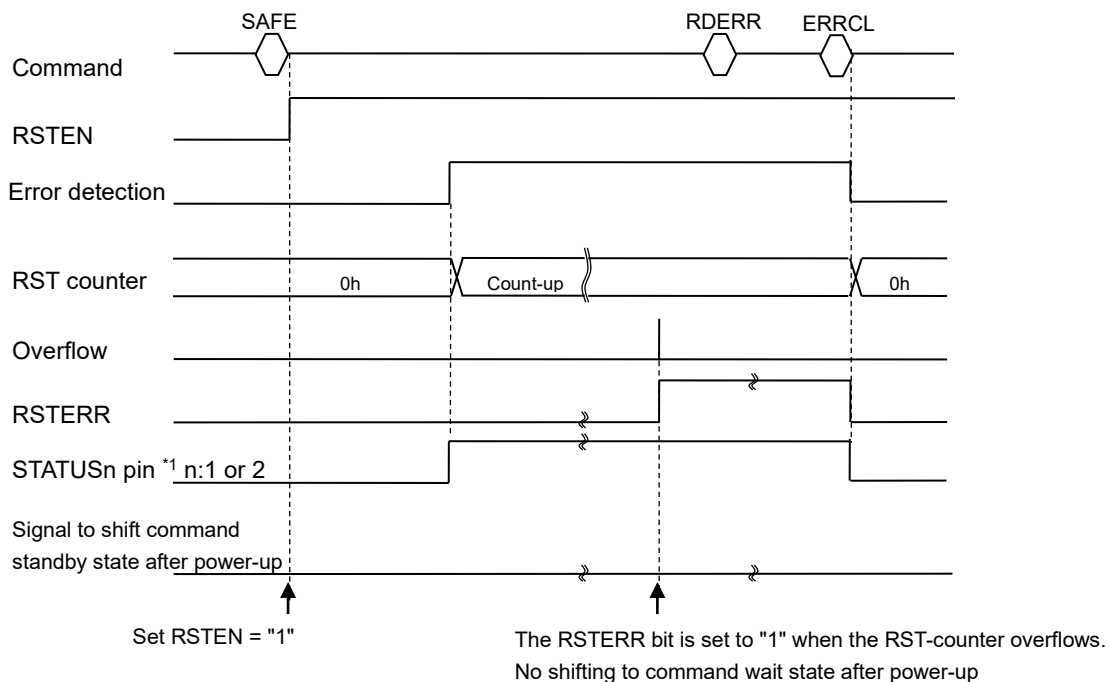 SAFE
RDERR
ERRCL
Command
RSTEN
Error detection
RST counter
0h
Count-up
0h
Overflow
RSTERR
STATUSn pin *1 n:1 or 2
Signal to shift command
standby state after power-up
Set RSTEN = "1"
The RSTERR bit is set to "1" when the RST-counter overflows.
No shifting to command wait state after power-up